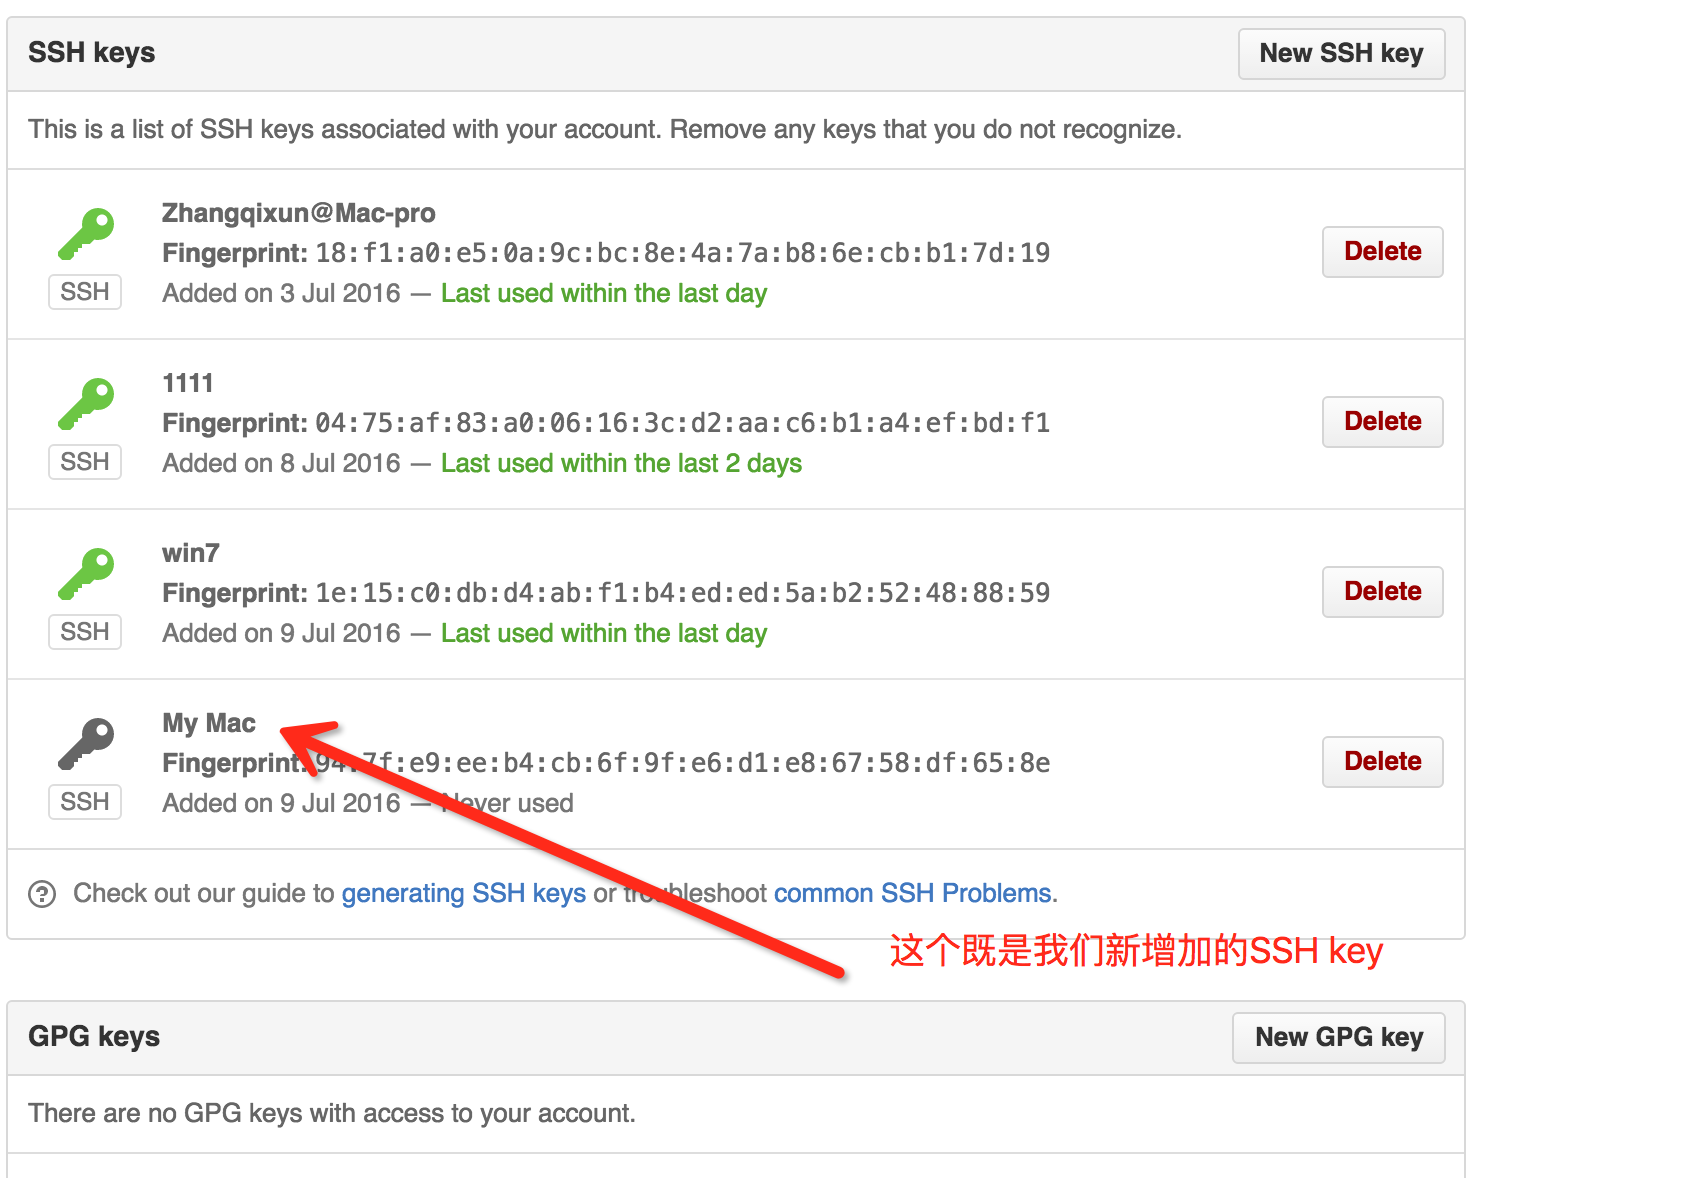 SSH keys
New SSH key
This is a list of SSH keys associated with your account. Remove any keys that you do not recognize.
Zhangqixun@Mac-pro
Fingerprint: 18:f1:a0:e5:0a:9c:bc:8e:4a:7a:b8:6e:cb:b1:7d:19
Delete
SSH
Added on 3 Jul 2016 — Last used within the last day
1111
Fingerprint: 04:75:af:83:a0:06:16:3c:d2:aa:c6:b1:a4:ef:bd:f1
Delete
SSH
Added on 8 Jul 2016 — Last used within the last 2 days
win7
Fingerprint: 1e:15:c0:db:d4:ab:f1:b4:ed:ed:5a:b2:52:48:88:59
Delete
SSH
Added on 9 Jul 2016 — Last used within the last day
My Mac
Fingerprint: 94:7f:e9:ee:b4:cb:6f:9f:e6:d1:e8:67:58:df:65:8e
Delete
SSH
Added on 9 Jul 2016 — Never used
Check out our guide to generating SSH keys or troubleshoot common SSH Problems.
这个既是我们新增加的SSH key
GPG keys
New GPG key
There are no GPG keys with access to your account.